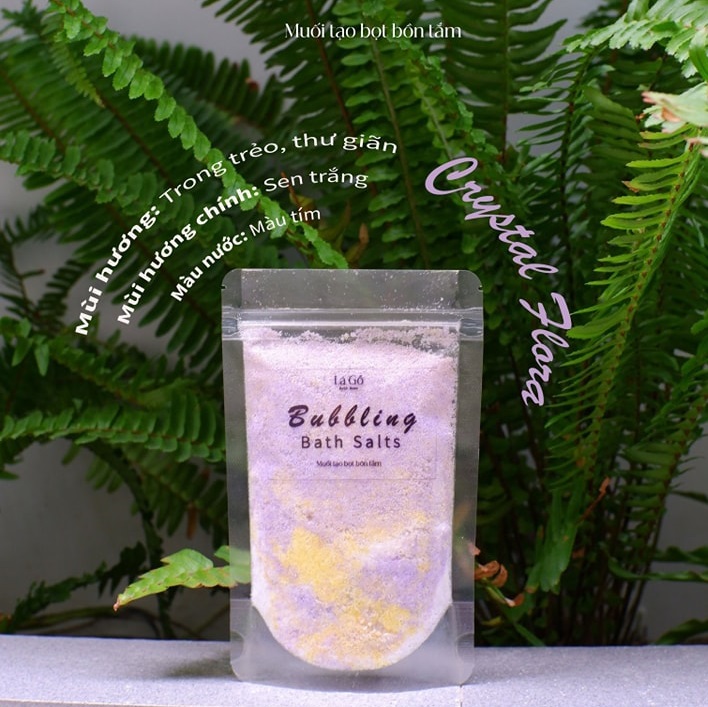 Muối tạo bọt bồn tắm
Mùi hương: Trong trẻo, thư giãn
Mùi hương chính: Sen trắng
Màu nước: Màu tím
Crystal Flora
Lá Gỗ
Bubbling
Bath Salts
Muối tạo bọt bồn tắm